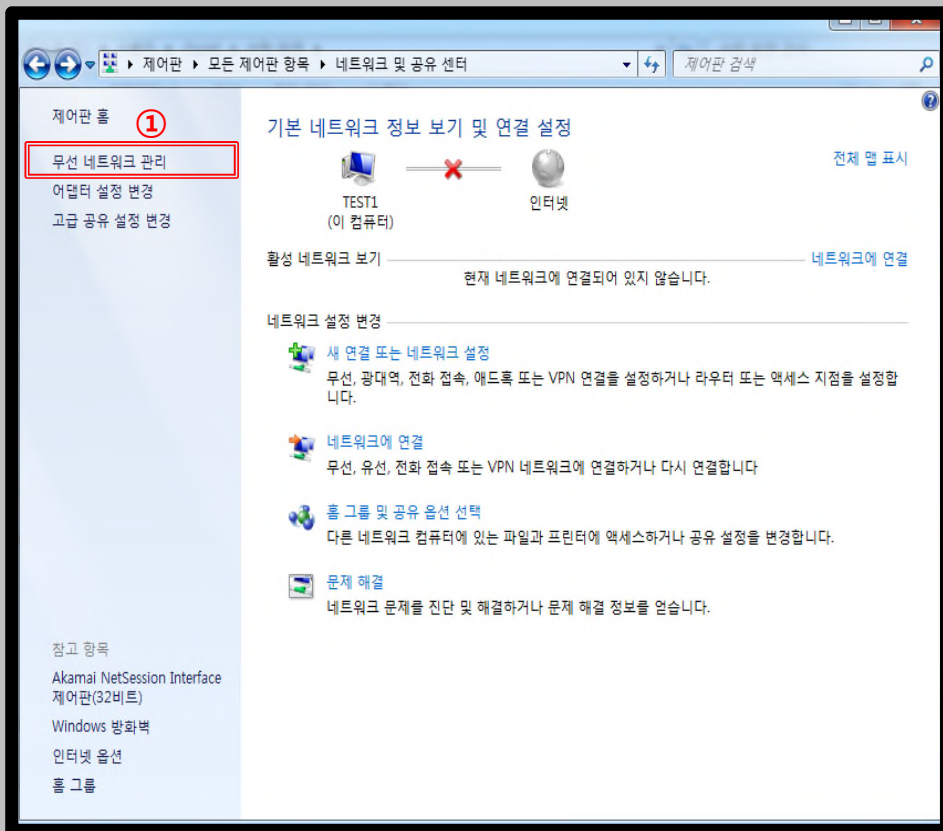 제어판 ▸ 모든 제어판 항목 ▸ 네트워크 및 공유 센터
제어판 검색
제어판 홈
①
무선 네트워크 관리
어댑터 설정 변경
고급 공유 설정 변경
기본 네트워크 정보 보기 및 연결 설정
전체 맵 표시
TEST1
(이 컴퓨터)
인터넷
활성 네트워크 보기
네트워크에 연결
현재 네트워크에 연결되어 있지 않습니다.
네트워크 설정 변경
새 연결 또는 네트워크 설정
무선, 광대역, 전화 접속, 애드혹 또는 VPN 연결을 설정하거나 라우터 또는 액세스 지점을 설정합
니다.
네트워크에 연결
무선, 유선, 전화 접속 또는 VPN 네트워크에 연결하거나 다시 연결합니다
홈 그룹 및 공유 옵션 선택
다른 네트워크 컴퓨터에 있는 파일과 프린터에 액세스하거나 공유 설정을 변경합니다.
문제 해결
네트워크 문제를 진단 및 해결하거나 문제 해결 정보를 얻습니다.
참고 항목
Akamai NetSession Interface
제어판(32비트)
Windows 방화벽
인터넷 옵션
홈 그룹